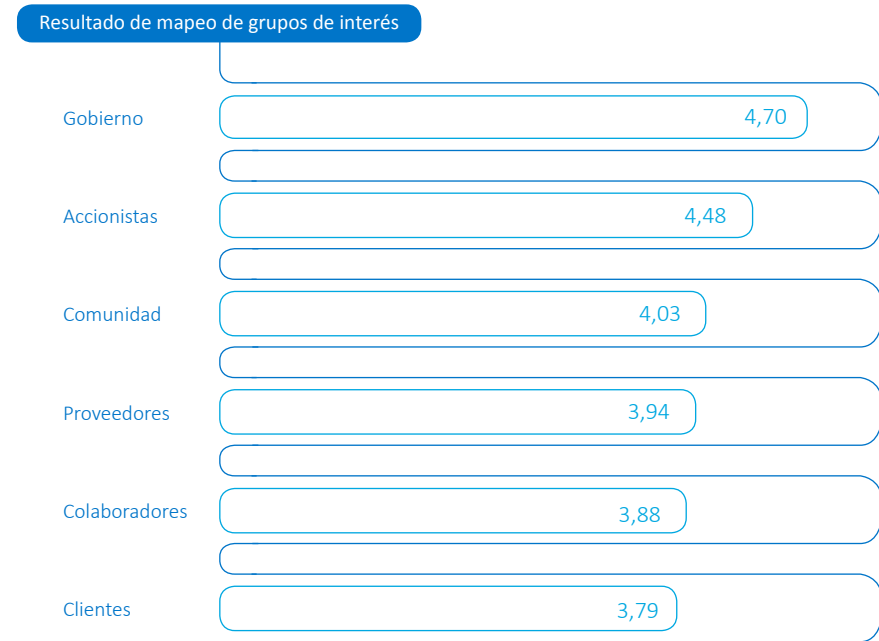 Resultado de mapeo de grupos de interés
Gobierno 4,70
Accionistas 4,48
Comunidad 4,03
Proveedores 3,94
Colaboradores 3,88
Clientes 3,79